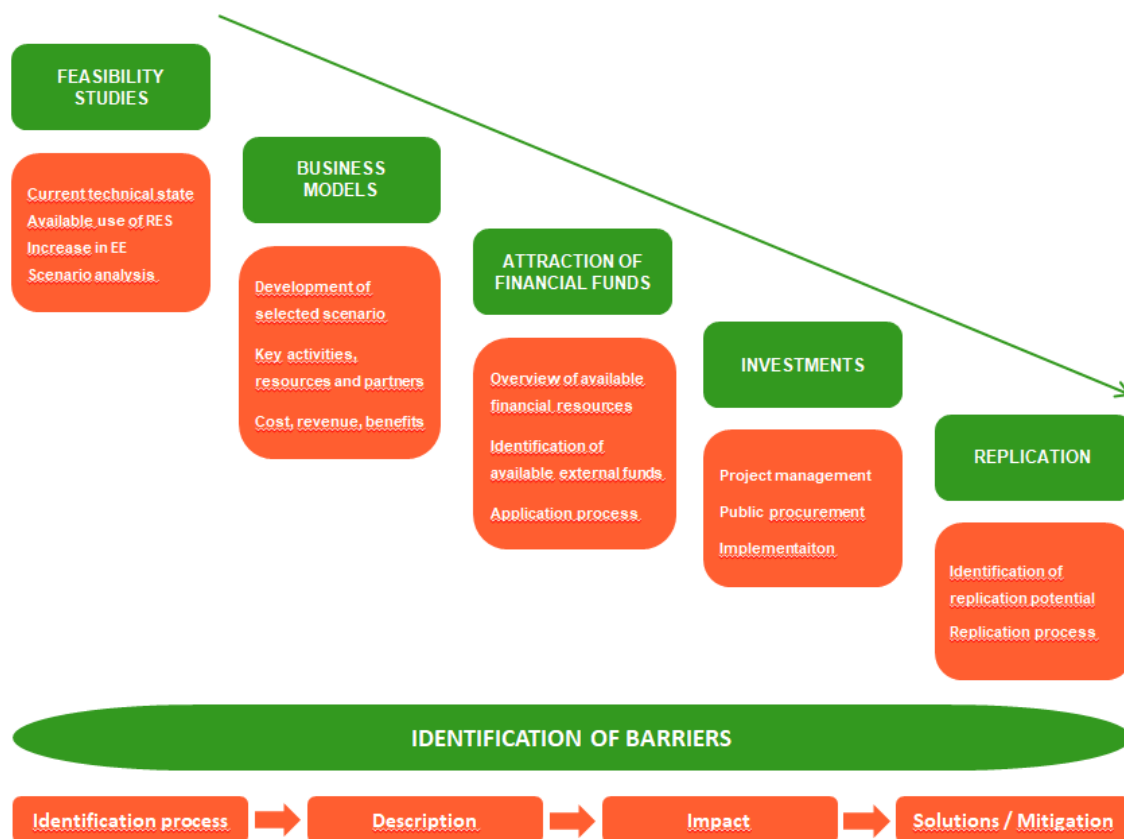 FEASIBILITY
STUDIES
Current technical state
Available use of RES
Increase in EE
Scenario analysis
BUSINESS
MODELS
Development of
selected scenario
Key activities,
resources and partners
Cost, revenue, benefits
ATTRACTION OF
FINANCIAL FUNDS
Overview of available
financial resources
Identification of
available external funds
Application process
INVESTMENTS
Project management
Public procurement
Implementaiton
REPLICATION
Identification of
replication potential
Replication process
IDENTIFICATION OF BARRIERS
Identification process
Description
Impact
Solutions / Mitigation